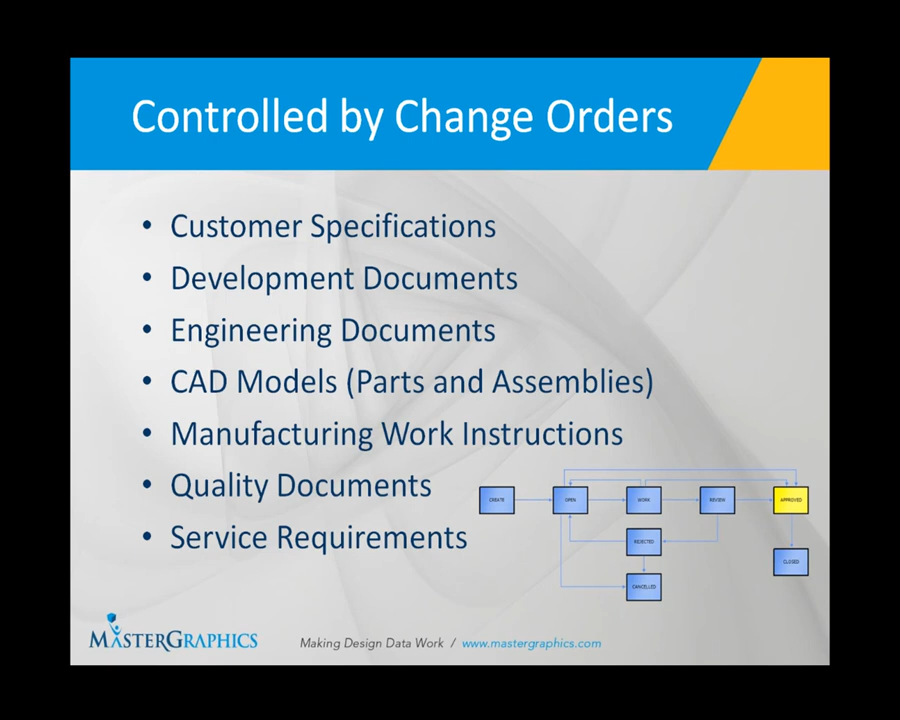 Controlled by Change Orders
• Customer Specifications
• Development Documents
• Engineering Documents
• CAD Models (Parts and Assemblies)
• Manufacturing Work Instructions
• Quality Documents
• Service Requirements
CREATE
OPEN
WORK
REVIEW
APPROVED
REJECTED
CLOSED
CANCELLED
MASTERGRAPHICS
Making Design Data Work / www.mastergraphics.com